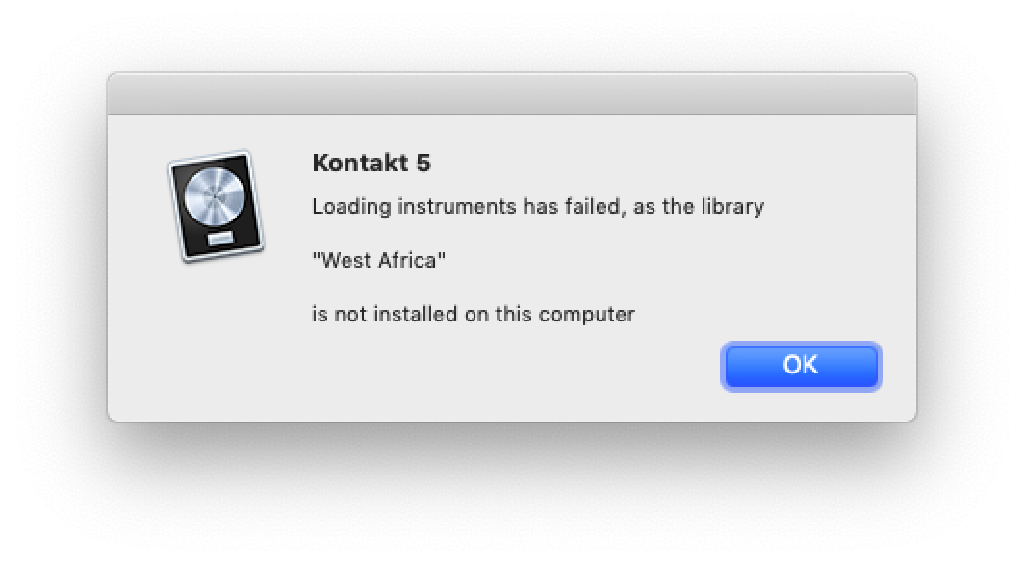 Kontakt 5
Loading instruments has failed, as the library
"West Africa"
is not installed on this computer
OK